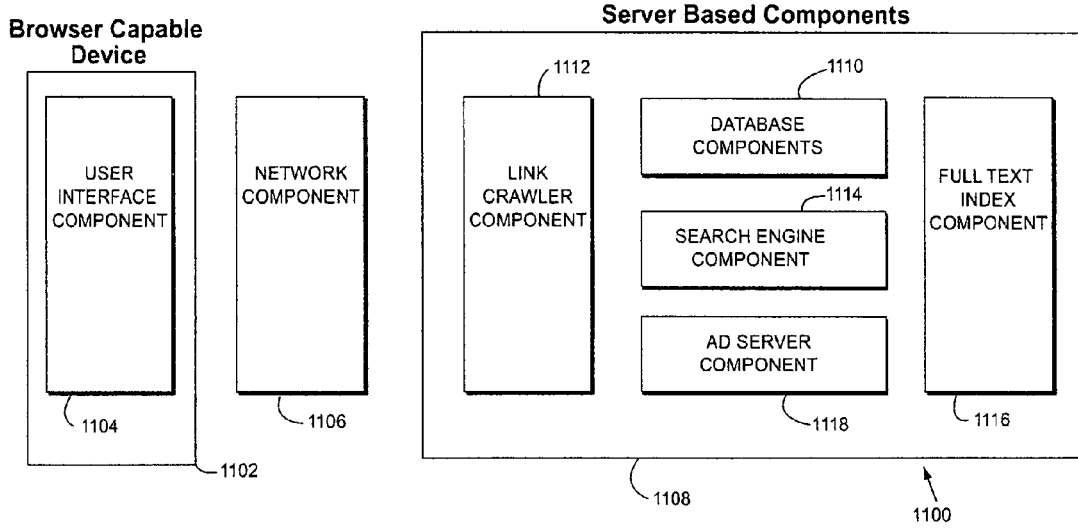 Browser Capable
Device
Server Based Components
1112
1110
USER
INTERFACE
COMPONENT
NETWORK
COMPONENT
LINK
CRAWLER
COMPONENT
DATABASE
COMPONENTS
1114
SEARCH ENGINE
COMPONENT
AD SERVER
COMPONENT
FULL TEXT
INDEX
COMPONENT
1104
1106
1118
1116
1102
1108
1100